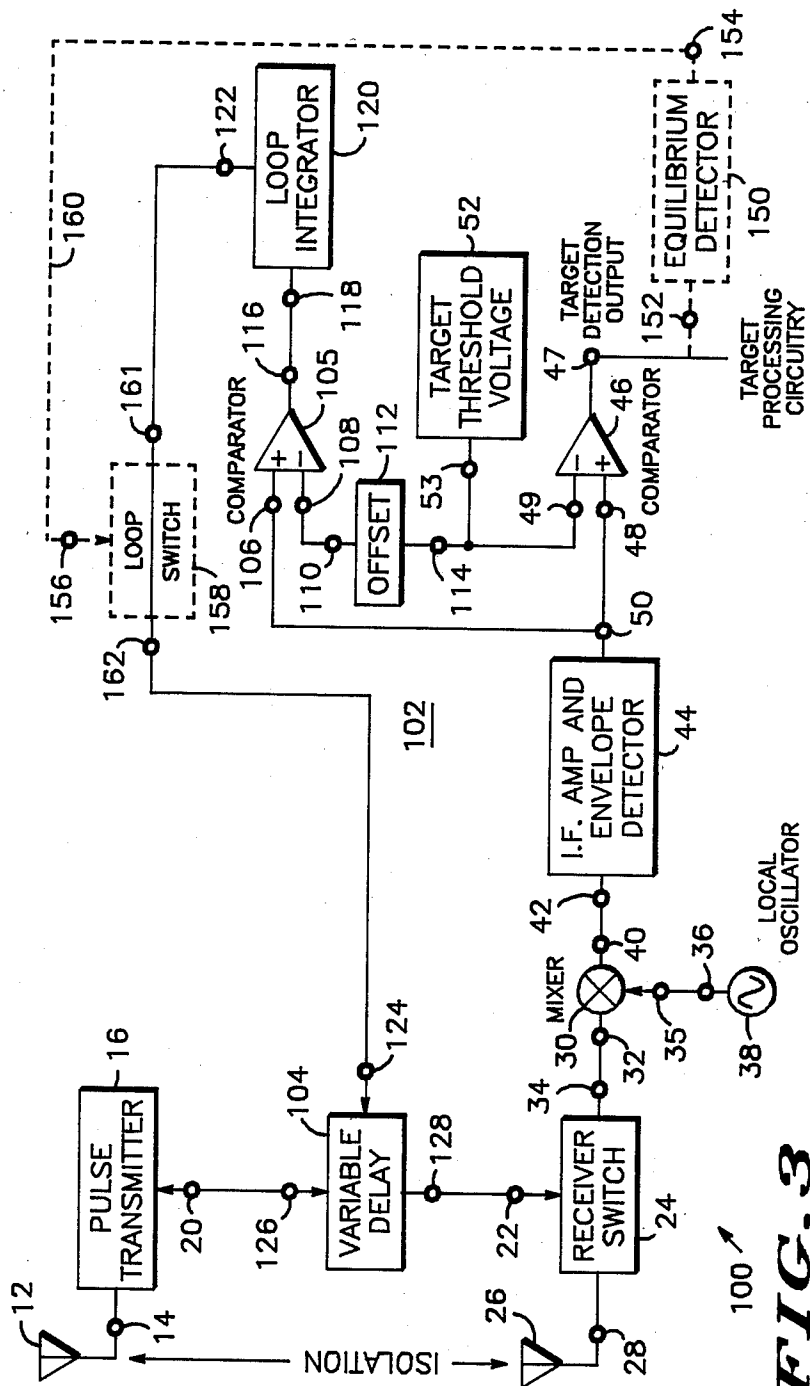 12
14
PULSE
TRANSMITTER
16
20
126
ISOLATION
VARIABLE
DELAY
104
124
128
22
26
28
RECEIVER
SWITCH
24
34
32
MIXER
30
35
36
38
LOCAL
OSCILLATOR
40
42
I.F. AMP AND
ENVELOPE
DETECTOR
44
50
102
162
LOOP
SWITCH
156
158
161
160
122
LOOP
INTEGRATOR
120
118
116
COMPARATOR
105
+
−
106
108
110
OFFSET
112
114
53
TARGET
THRESHOLD
VOLTAGE
52
49
48
−
+
COMPARATOR
46
47
TARGET
DETECTION
OUTPUT
152
EQUILIBRIUM
DETECTOR
150
154
TARGET
PROCESSING
CIRCUITRY
100
FIG. 3